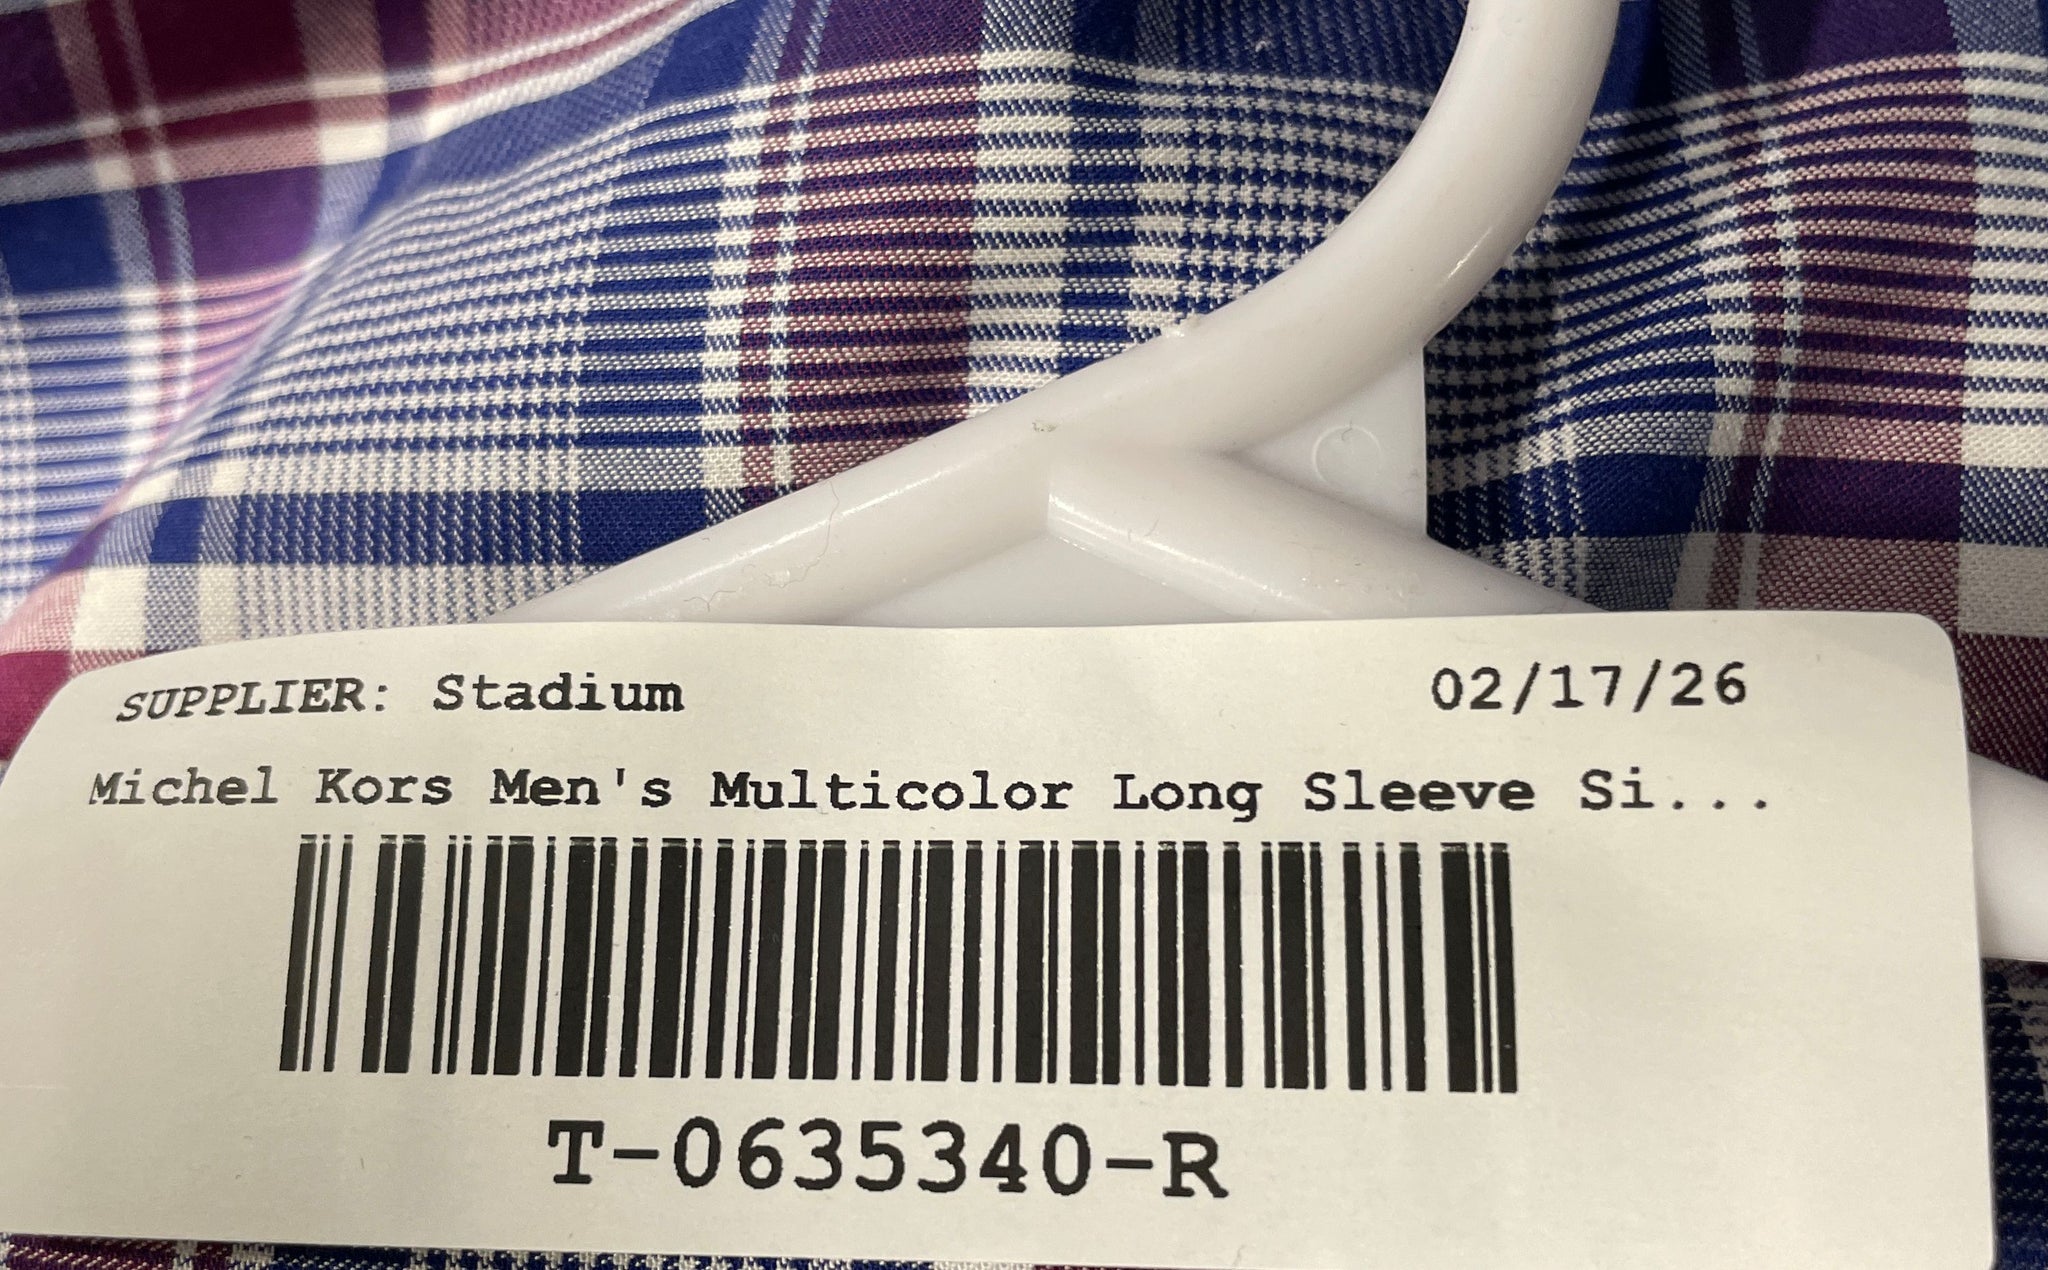 SUPPLIER: Stadium 02/17/26
Michel Kors Men's Multicolor Long Sleeve Si...
T-0635340-R